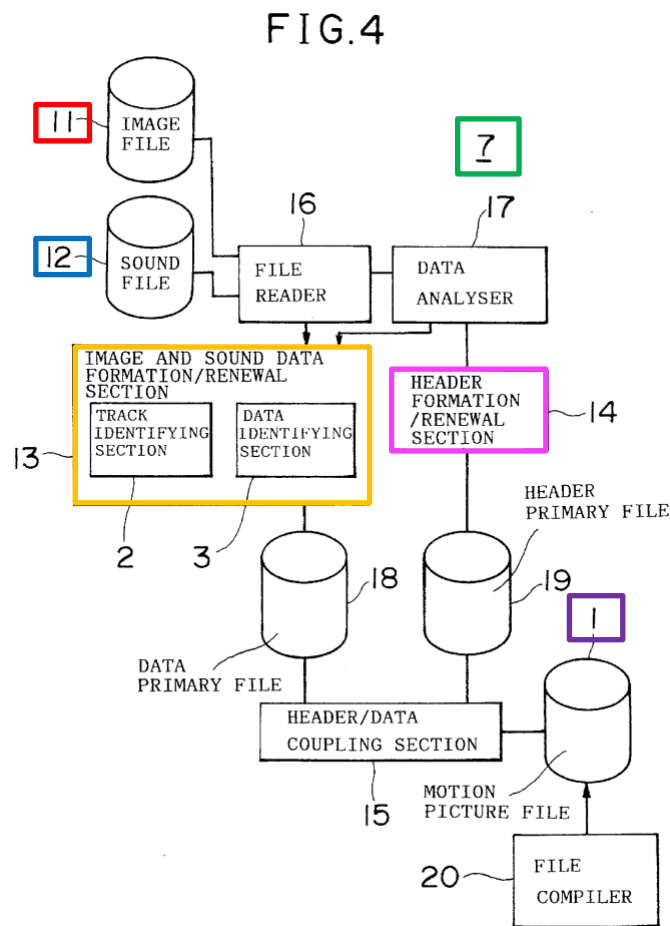 FIG.4
11
IMAGE
FILE
7
16
17
12
SOUND
FILE
FILE
READER
DATA
ANALYSER
IMAGE AND SOUND DATA
FORMATION/RENEWAL
SECTION
TRACK
IDENTIFYING
SECTION
DATA
IDENTIFYING
SECTION
HEADER
FORMATION
/RENEWAL
SECTION
14
13
2
3
HEADER
PRIMARY FILE
18
19
1
DATA
PRIMARY FILE
HEADER/DATA
COUPLING SECTION
MOTION
PICTURE FILE
15
20
FILE
COMPILER